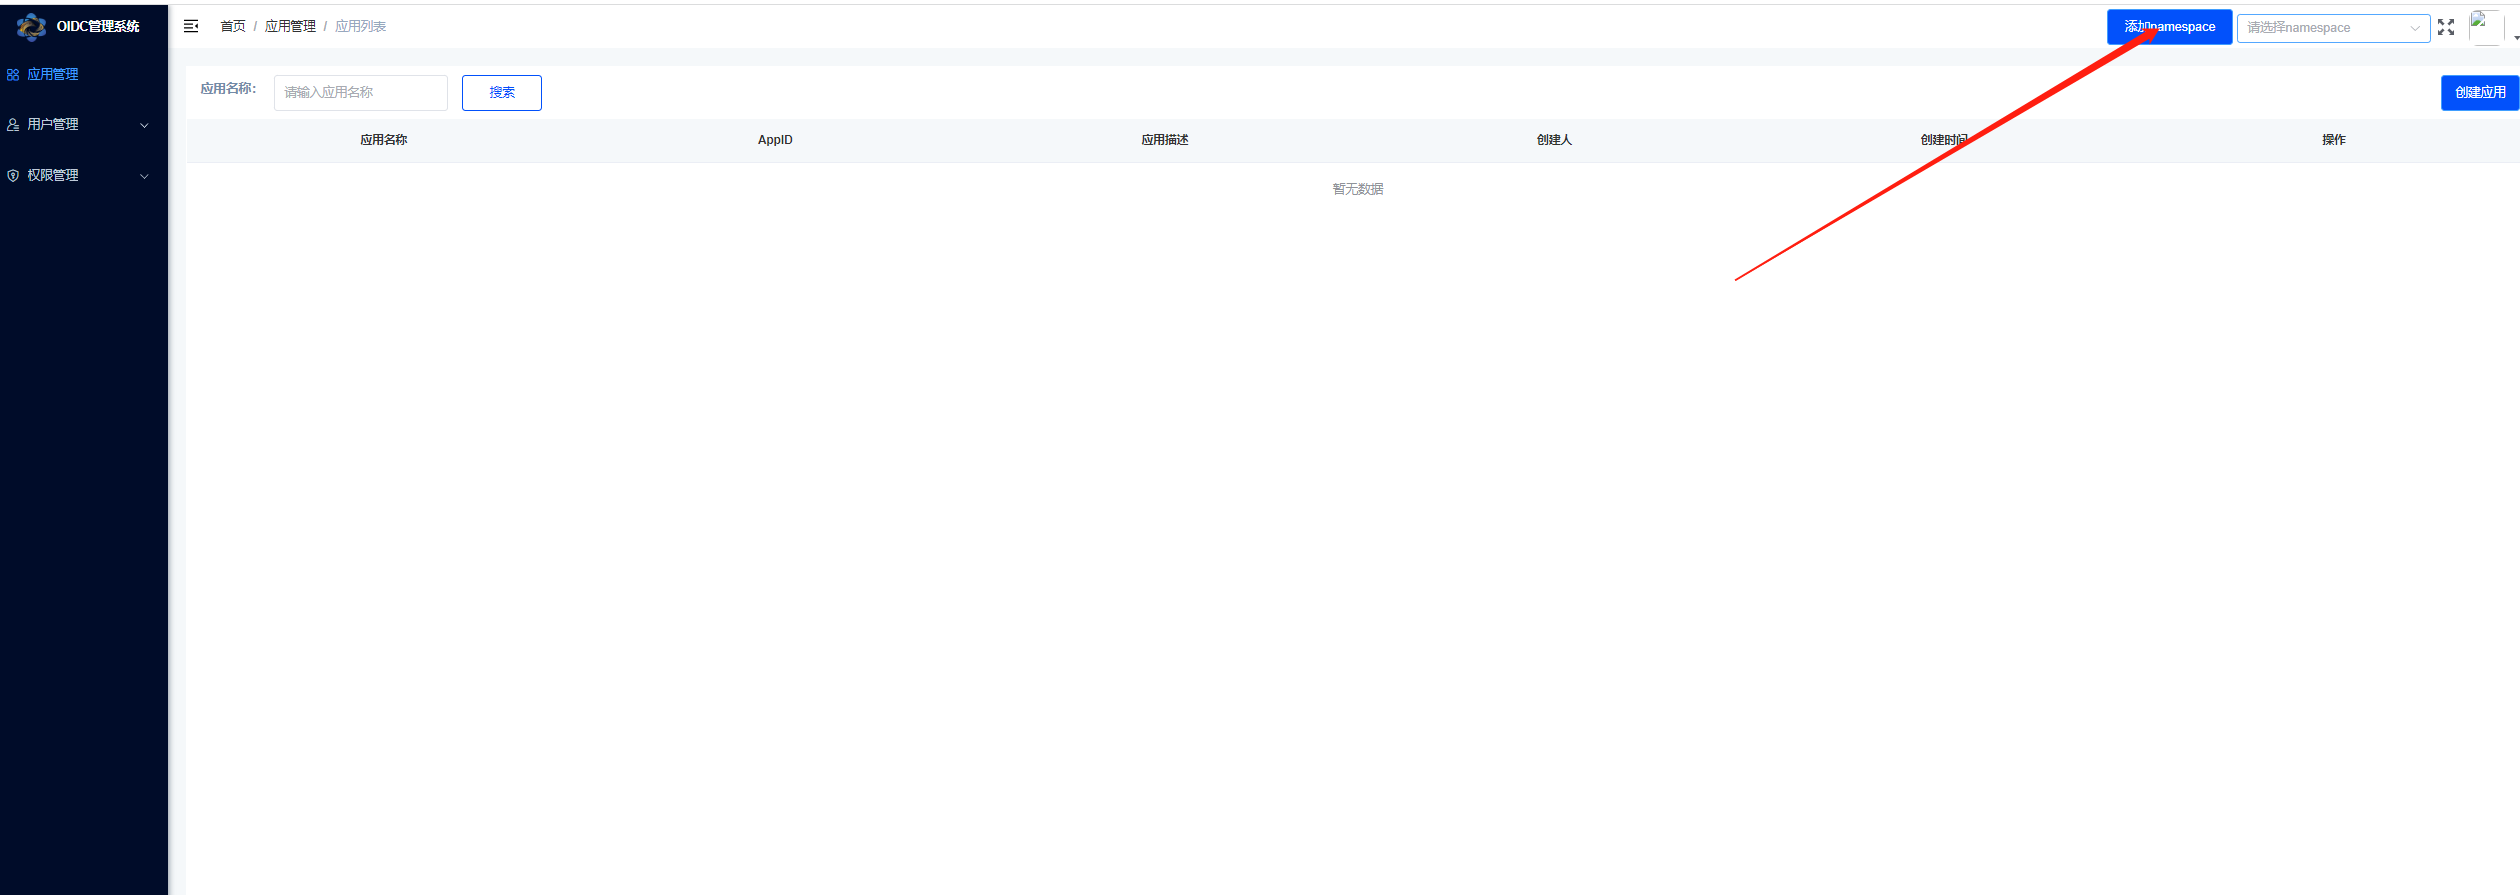 OIDC管理系统
首页 / 应用管理 / 应用列表
添加namespace
请选择namespace
应用管理
用户管理
权限管理
应用名称：
请输入应用名称
搜索
创建应用
应用名称 AppID 应用描述 创建人 创建时间 操作
暂无数据